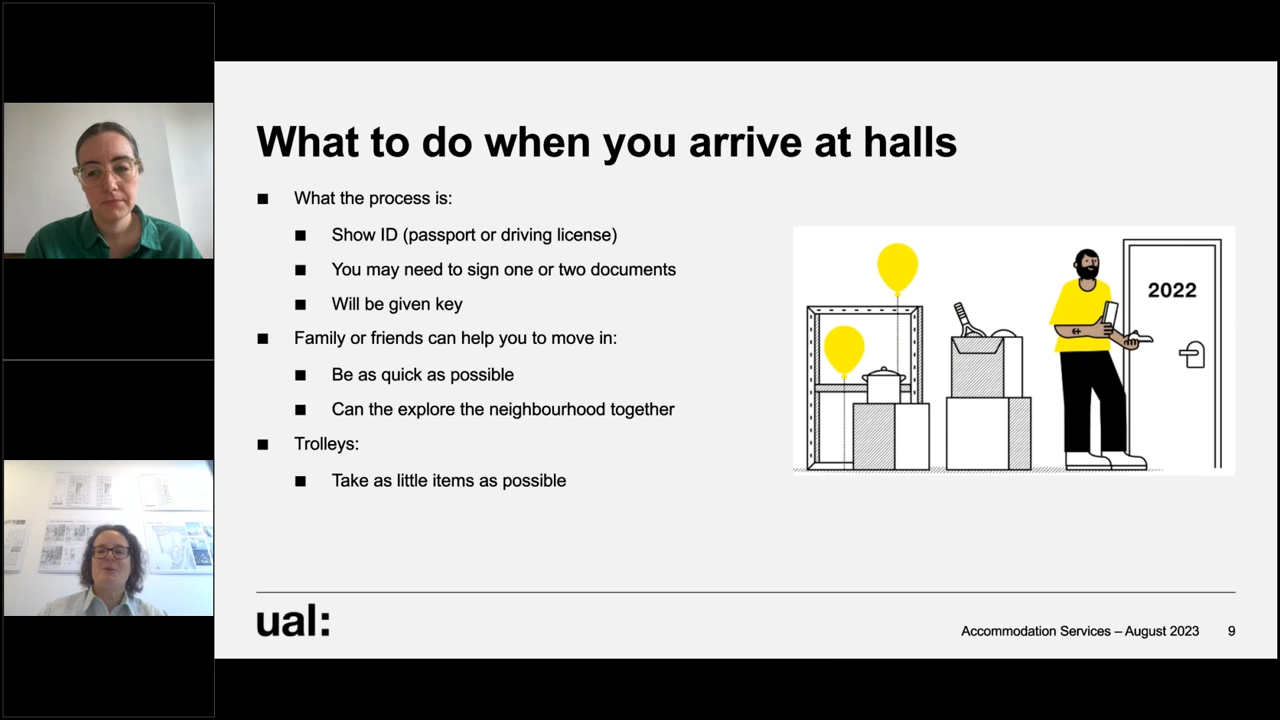 What to do when you arrive at halls
■ What the process is:
■ Show ID (passport or driving license)
■ You may need to sign one or two documents
■ Will be given key
■ Family or friends can help you to move in:
■ Be as quick as possible
■ Can the explore the neighbourhood together
■ Trolleys:
■ Take as little items as possible
2022
ual:
Accommodation Services – August 2023 9